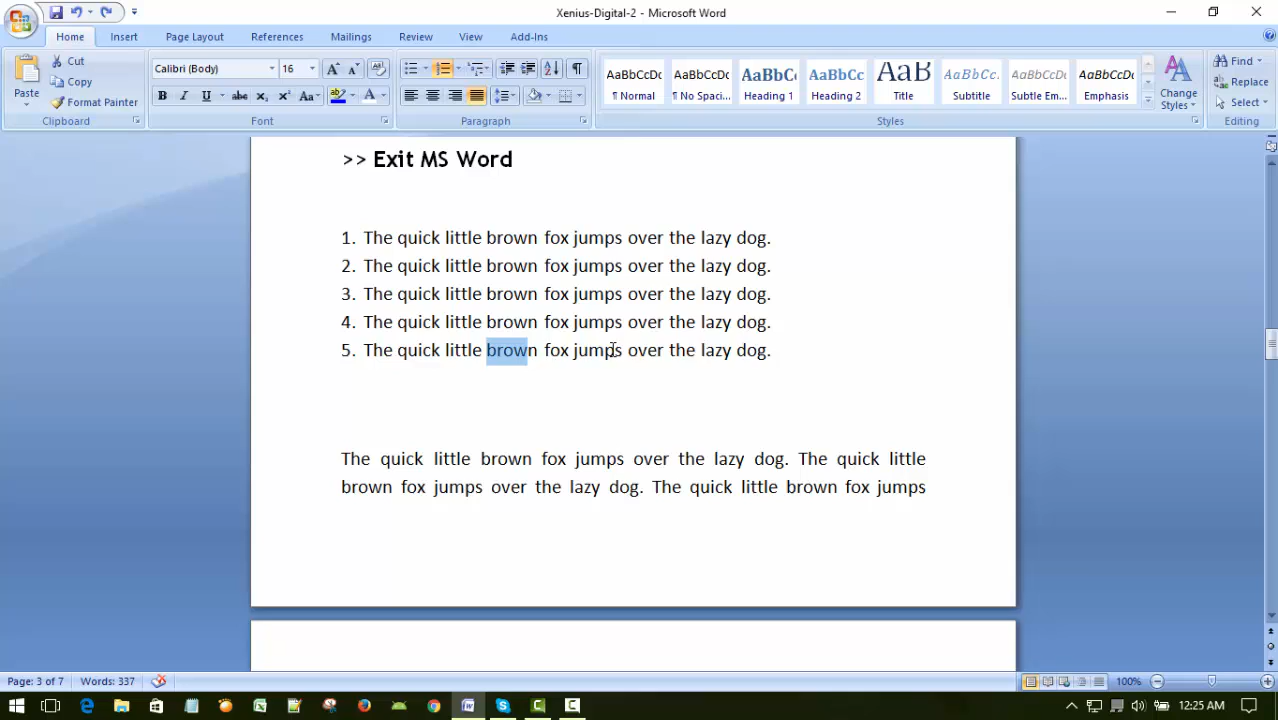 Xenius-Digital-2 - Microsoft Word
Home Insert Page Layout References Mailings Review View Add-Ins
Paste
Cut
Copy
Format Painter
Clipboard
Calibri (Body) 16
B I U abc x₂ x² Aa
Font
Paragraph
AaBbCcDc AaBbCcDc AaBbC AaBbCc AaB AaBbCc. AaBbCcDc AaBbCcDc
¶ Normal ¶ No Spaci... Heading 1 Heading 2 Title Subtitle Subtle Em... Emphasis
Change Styles
Styles
Find
Replace
Select
Editing
>> Exit MS Word
1. The quick little brown fox jumps over the lazy dog.
2. The quick little brown fox jumps over the lazy dog.
3. The quick little brown fox jumps over the lazy dog.
4. The quick little brown fox jumps over the lazy dog.
5. The quick little brown fox jumps over the lazy dog.
The quick little brown fox jumps over the lazy dog. The quick little
brown fox jumps over the lazy dog. The quick little brown fox jumps
Page: 3 of 7 Words: 337 100%
12:25 AM